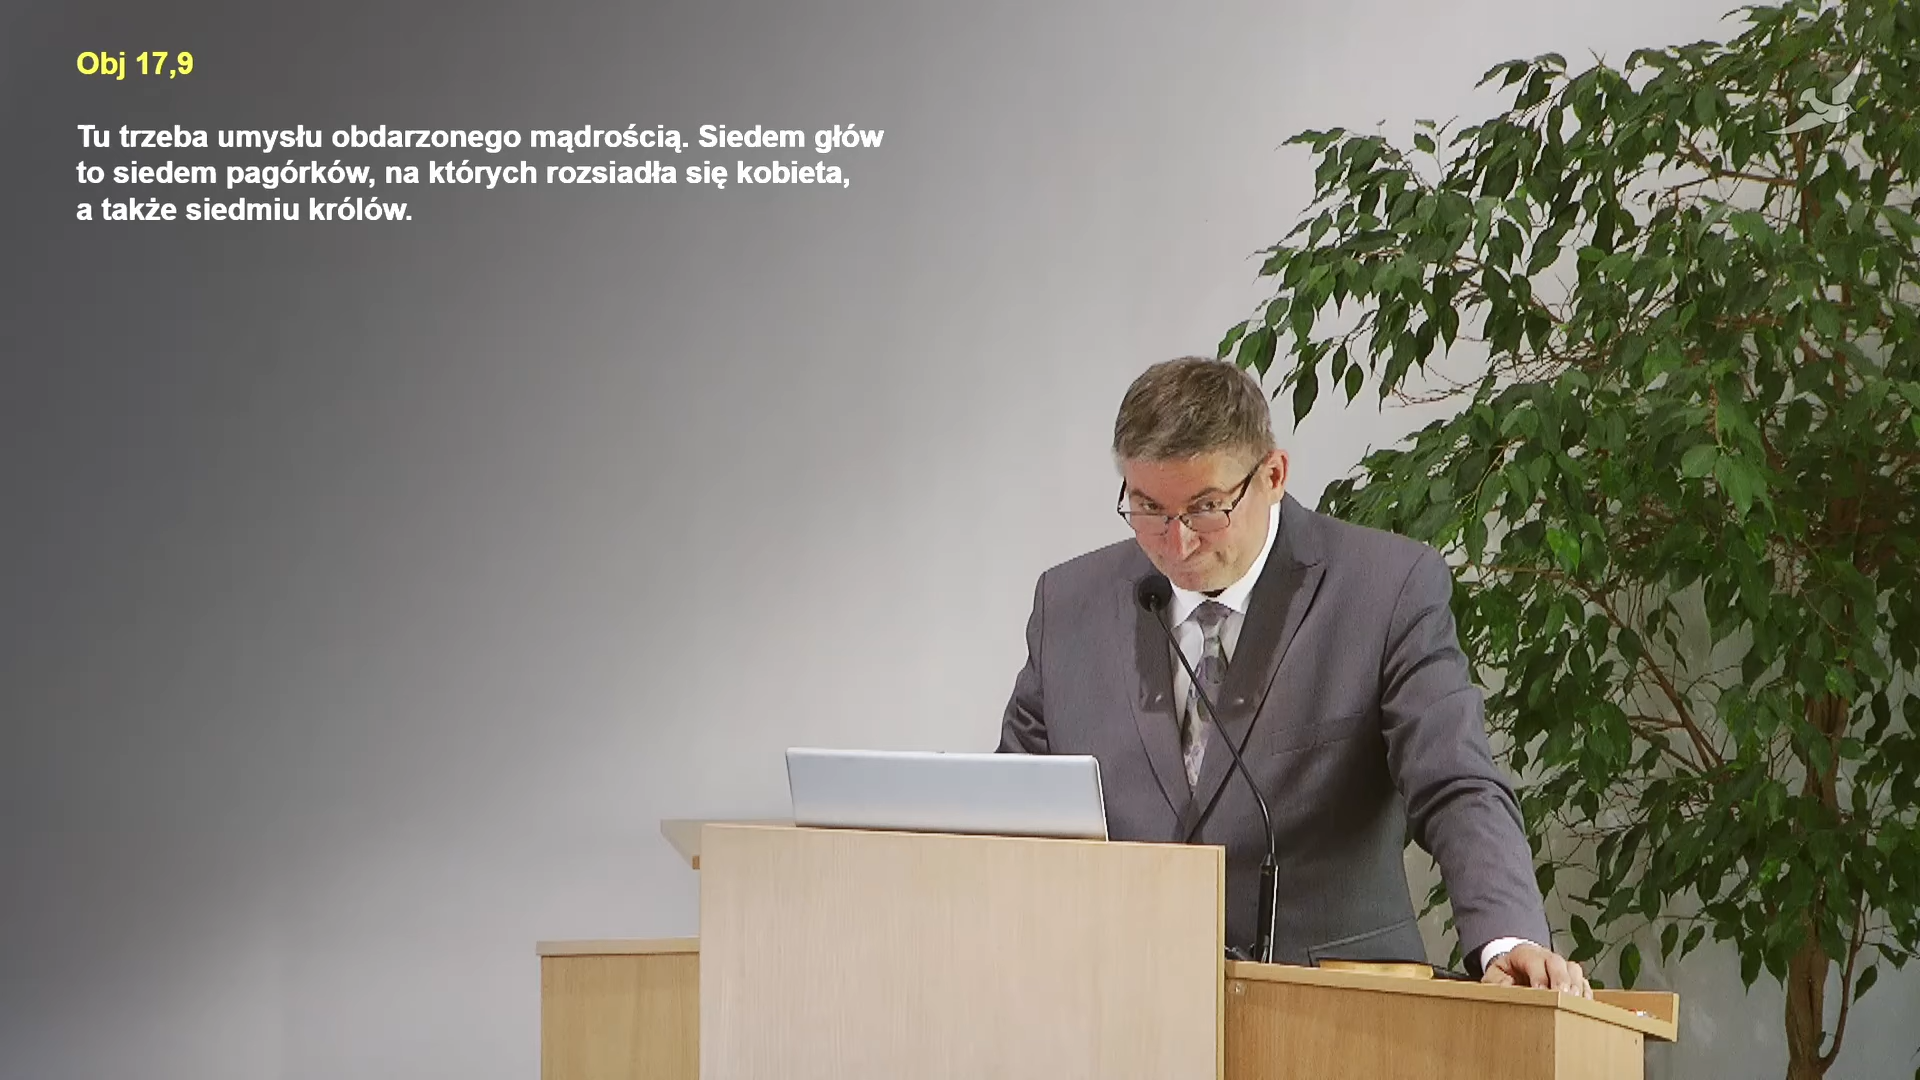 Obj 17,9
Tu trzeba umysłu obdarzonego mądrością. Siedem głów
to siedem pagórków, na których rozsiadła się kobieta,
a także siedmiu królów.